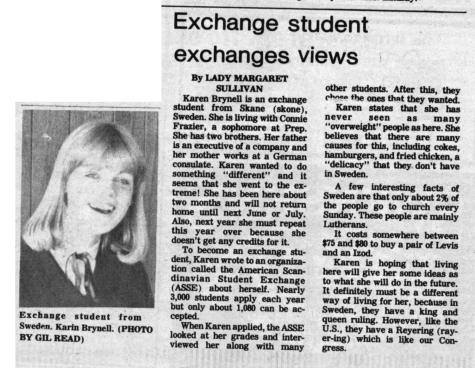 Exchange student
exchanges views
By LADY MARGARET
SULLIVAN
Karen Brynell is an exchange
student from Skane (skone),
Sweden. She is living with Connie
Frazier, a sophomore at Prep.
She has two brothers. Her father
is an executive of a company and
her mother works at a German
consulate. Karen wanted to do
something "different" and it
seems that she went to the ex-
treme! She has been here about
two months and will not return
home until next June or July.
Also, next year she must repeat
this year over because she
doesn't get any credits for it.
To become an exchange stu-
dent, Karen wrote to an organiza-
tion called the American Scan-
dinavian Student Exchange
(ASSE) about herself. Nearly
3,000 students apply each year
but only about 1,080 can be ac-
cepted.
When Karen applied, the ASSE
looked at her grades and inter-
viewed her along with many
other students. After this, they
chose the ones that they wanted.
Karen states that she has
never seen as many
"overweight" people as here. She
believes that there are many
causes for this, including cokes,
hamburgers, and fried chicken, a
"delicacy" that they don't have
in Sweden.
A few interesting facts of
Sweden are that only about 2% of
the people go to church every
Sunday. These people are mainly
Lutherans.
It costs somewhere between
$75 and $80 to buy a pair of Levis
and an Izod.
Karen is hoping that living
here will give her some ideas as
to what she will do in the future.
It definitely must be a different
way of living for her, because in
Sweden, they have a king and
queen ruling. However, like the
U.S., they have a Reyering (ray-
er-ing) which is like our Con-
gress.
Exchange student from
Sweden. Karin Brynell. (PHOTO
BY GIL READ)